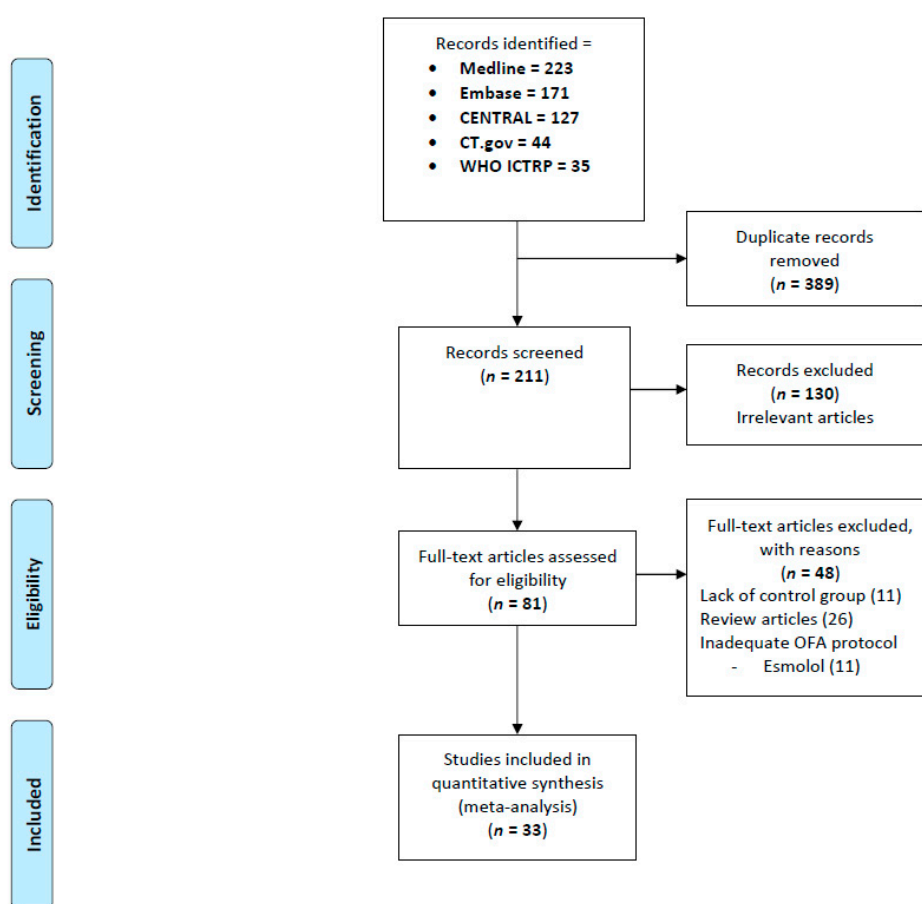 Identification
Records identified =
• Medline = 223
• Embase = 171
• CENTRAL = 127
• CT.gov = 44
• WHO ICTRP = 35
Duplicate records
removed
(n = 389)
Screening
Records screened
(n = 211)
Records excluded
(n = 130)
Irrelevant articles
Eligibility
Full-text articles assessed
for eligibility
(n = 81)
Full-text articles excluded,
with reasons
(n = 48)
Lack of control group (11)
Review articles (26)
Inadequate OFA protocol
- Esmolol (11)
Included
Studies included in
quantitative synthesis
(meta-analysis)
(n = 33)